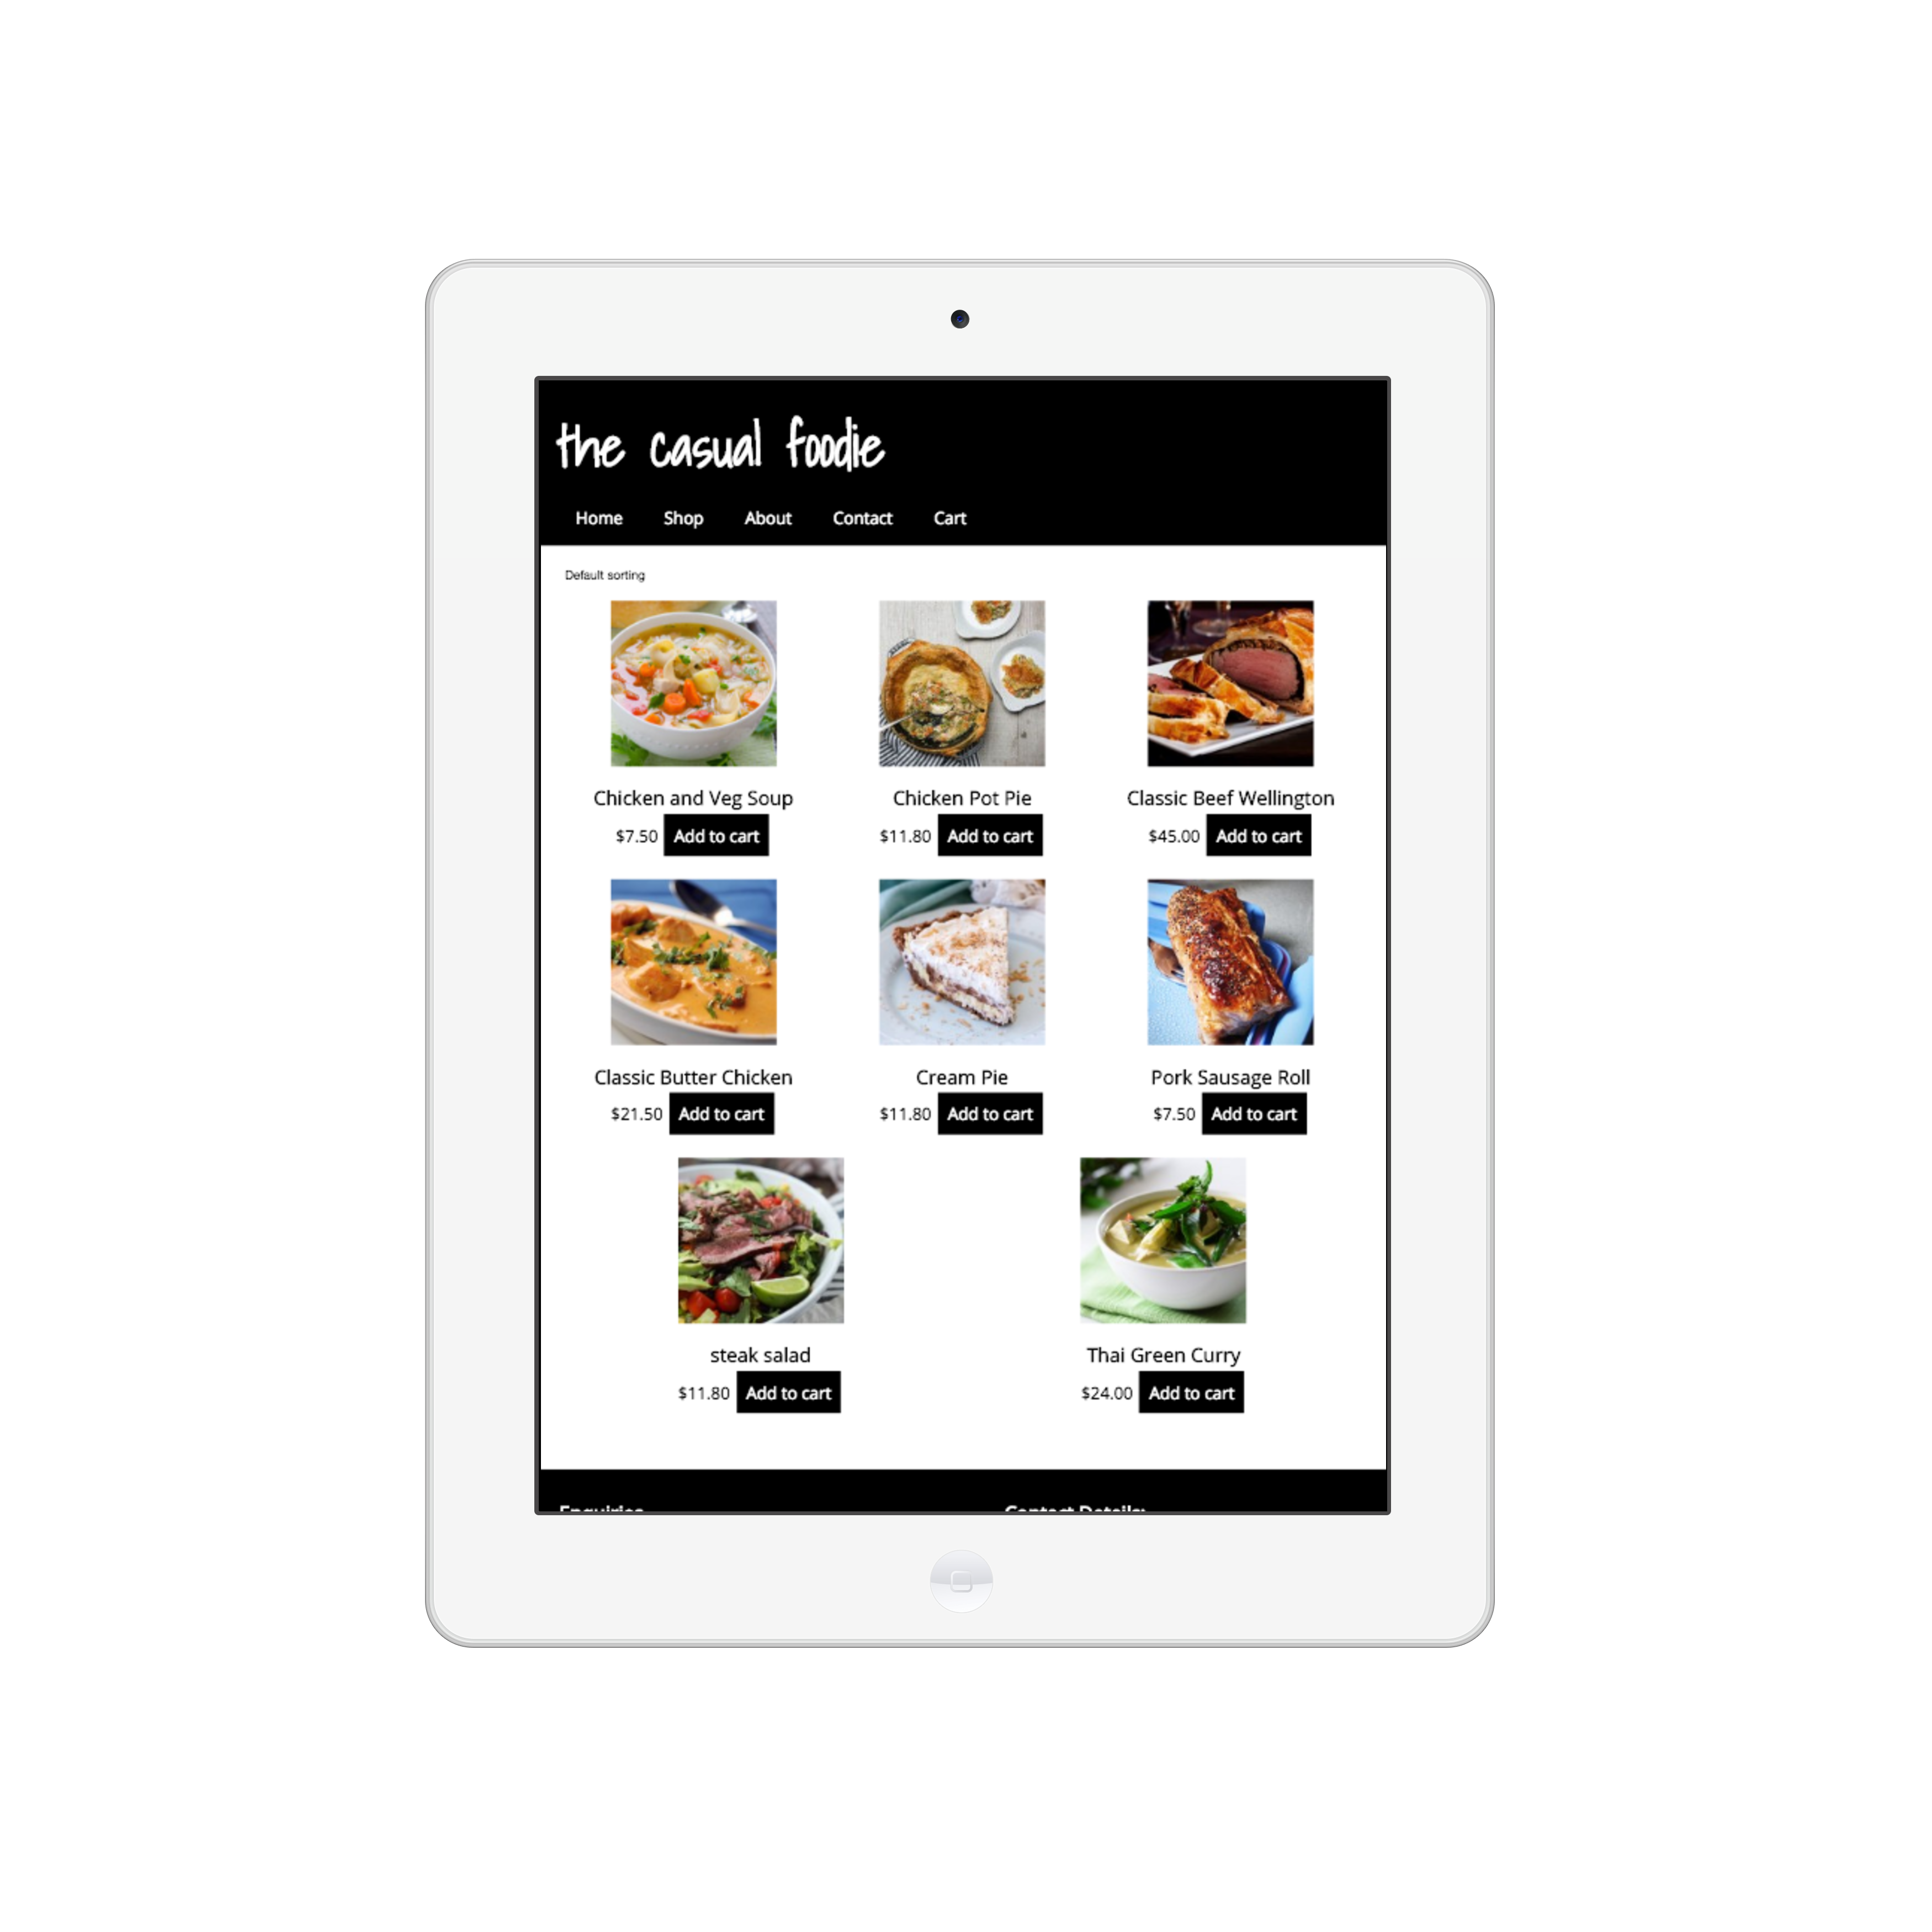 the casual foodie
Home Shop About Contact Cart
Default sorting
Chicken and Veg Soup Chicken Pot Pie Classic Beef Wellington
$7.50 Add to cart $11.80 Add to cart $45.00 Add to cart
Classic Butter Chicken Cream Pie Pork Sausage Roll
$21.50 Add to cart $11.80 Add to cart $7.50 Add to cart
steak salad Thai Green Curry
$11.80 Add to cart $24.00 Add to cart
Enquiries Contact Details: